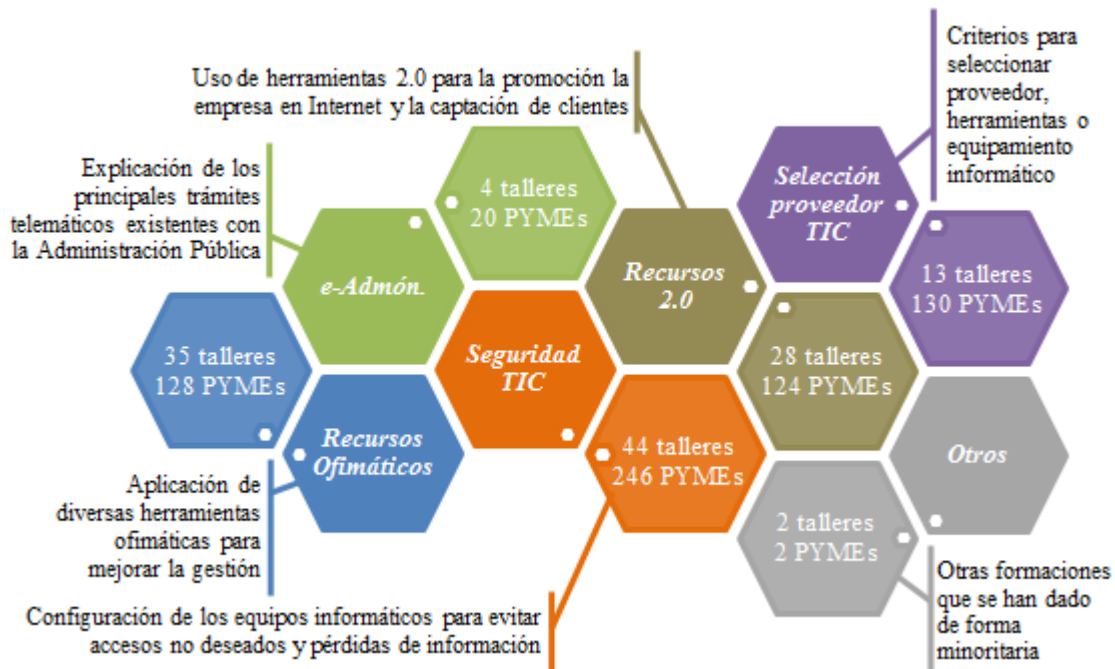 Uso de herramientas 2.0 para la promoción la
empresa en Internet y la captación de clientes
Criterios para
seleccionar
proveedor,
herramientas o
equipamiento
informático
Explicación de los
principales trámites
telemáticos existentes con
la Administración Pública
4 talleres
20 PYMEs
Selección
proveedor
TIC
e-Admón.
Recursos
2.0
13 talleres
130 PYMEs
35 talleres
128 PYMEs
Seguridad
TIC
28 talleres
124 PYMEs
Recursos
Ofimáticos
44 talleres
246 PYMEs
Otros
Aplicación de
diversas herramientas
ofimáticas para
mejorar la gestión
2 talleres
2 PYMEs
Configuración de los equipos informáticos para evitar
accesos no deseados y pérdidas de información
Otras formaciones
que se han dado
de forma
minoritaria